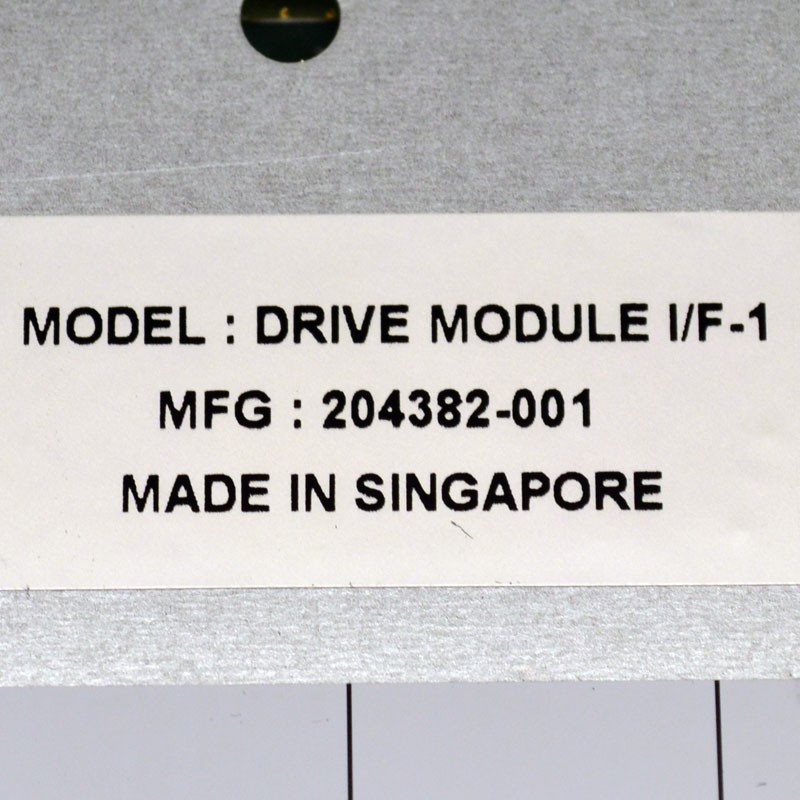 MODEL : DRIVE MODULE I/F-1
MFG : 204382-001
MADE IN SINGAPORE